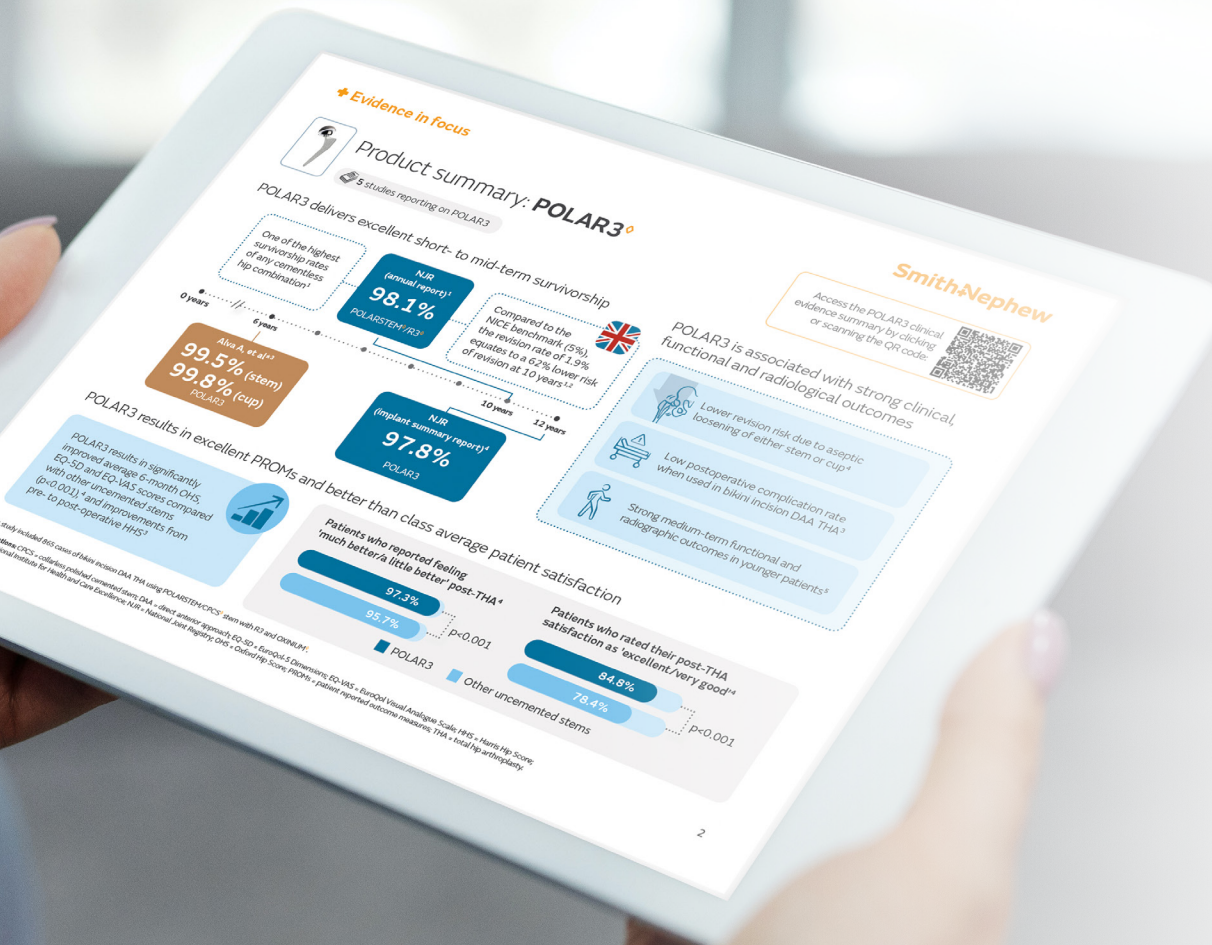 Evidence in focus
Product summary: POLAR3◊
5 studies reporting on POLAR3
SmithNephew
Access the POLAR3 clinical
evidence summary by clicking
or scanning the QR code:
POLAR3 delivers excellent short- to mid-term survivorship
One of the highest
survivorship rates
of any cementless
hip combination¹
NJR
(annual report)¹
98.1%
POLARSTEM◊/R3◊
Compared to the
NICE benchmark (5%),
the revision rate of 1.9%
equates to a 62% lower risk
of revision at 10 years¹,²
0 years
6 years
10 years
12 years
Alva A, et al*³
99.5% (stem)
99.8% (cup)
POLAR3
NJR
(implant summary report)⁴
97.8%
POLAR3
POLAR3 is associated with strong clinical,
functional and radiological outcomes
Lower revision risk due to aseptic
loosening of either stem or cup⁴
Low postoperative complication rate
when used in bikini incision DAA THA³
Strong medium-term functional and
radiographic outcomes in younger patients⁵
POLAR3 results in excellent PROMs and better than class average patient satisfaction
POLAR3 results in significantly
improved average 6-month OHS,
EQ-5D and EQ-VAS scores compared
with other uncemented stems
(p<0.001),⁴ and improvements from
pre- to post-operative HHS³
Patients who reported feeling
'much better/a little better' post-THA⁴
97.3%
95.7%
p<0.001
Patients who rated their post-THA
satisfaction as 'excellent/very good'⁴
84.8%
78.4%
p<0.001
POLAR3
Other uncemented stems
study included 865 cases of bikini incision DAA THA using POLARSTEM/CPCS◊ stem with R3 and OXINIUM◊.
CPCS = collarless polished cemented stem; DAA = direct anterior approach; EQ-5D = EuroQol-5 Dimensions; EQ-VAS = EuroQol Visual Analogue Scale; HHS = Harris Hip Score;
Institute for Health and Care Excellence; NJR = National Joint Registry; OHS = Oxford Hip Score; PROMs = patient reported outcome measures; THA = total hip arthroplasty.
2